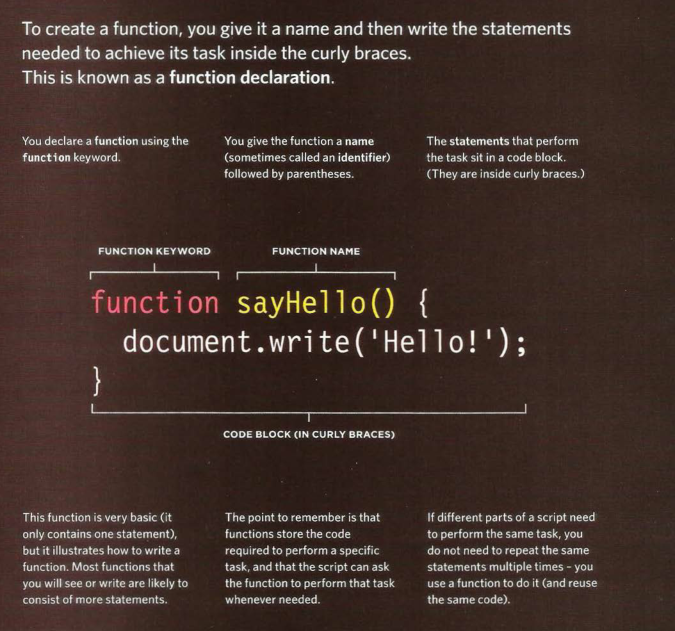 To create a function, you give it a name and then write the statements
needed to achieve its task inside the curly braces.
This is known as a function declaration.
You declare a function using the
function keyword.
You give the function a name
(sometimes called an identifier)
followed by parentheses.
The statements that perform
the task sit in a code block.
(They are inside curly braces.)
FUNCTION KEYWORD
FUNCTION NAME
function sayHello() {
document.write('Hello!');
}
CODE BLOCK (IN CURLY BRACES)
This function is very basic (it
only contains one statement),
but it illustrates how to write a
function. Most functions that
you will see or write are likely to
consist of more statements.
The point to remember is that
functions store the code
required to perform a specific
task, and that the script can ask
the function to perform that task
whenever needed.
If different parts of a script need
to perform the same task, you
do not need to repeat the same
statements multiple times – you
use a function to do it (and reuse
the same code).